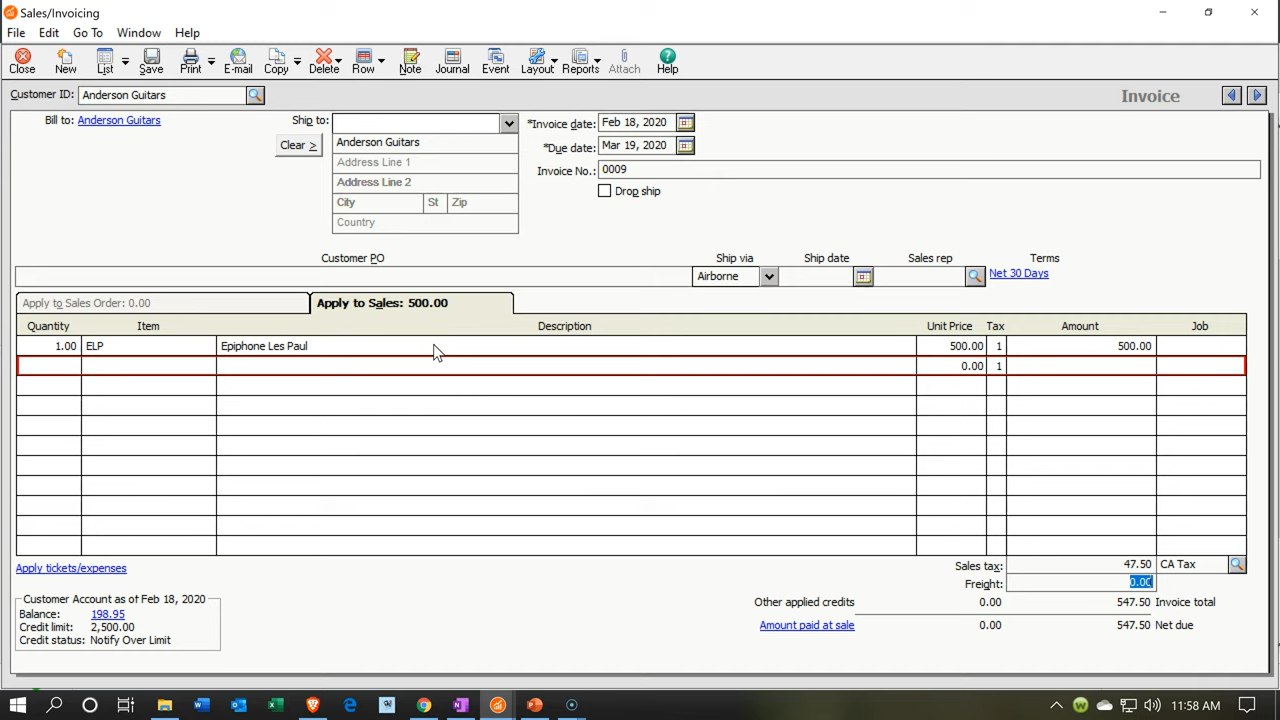 Sales/Invoicing
File Edit Go To Window Help
Close New List Save Print E-mail Copy Delete Row Note Journal Event Layout Reports Attach Help
Customer ID: Anderson Guitars Invoice
Bill to: Anderson Guitars Ship to: *Invoice date: Feb 18, 2020
Clear > Anderson Guitars *Due date: Mar 19, 2020
Address Line 1 Invoice No.: 0009
Address Line 2 Drop ship
City St Zip
Country
Customer PO Ship via Ship date Sales rep Terms
Airborne Net 30 Days
Apply to Sales Order: 0.00 Apply to Sales: 500.00
Quantity Item Description Unit Price Tax Amount Job
1.00 ELP Epiphone Les Paul 500.00 1 500.00
0.00 1
Apply tickets/expenses Sales tax: 47.50 CA Tax
Freight: 0.00
Customer Account as of Feb 18, 2020 Other applied credits 0.00 547.50 Invoice total
Balance: 198.95
Credit limit: 2,500.00 Amount paid at sale 0.00 547.50 Net due
Credit status: Notify Over Limit
11:58 AM